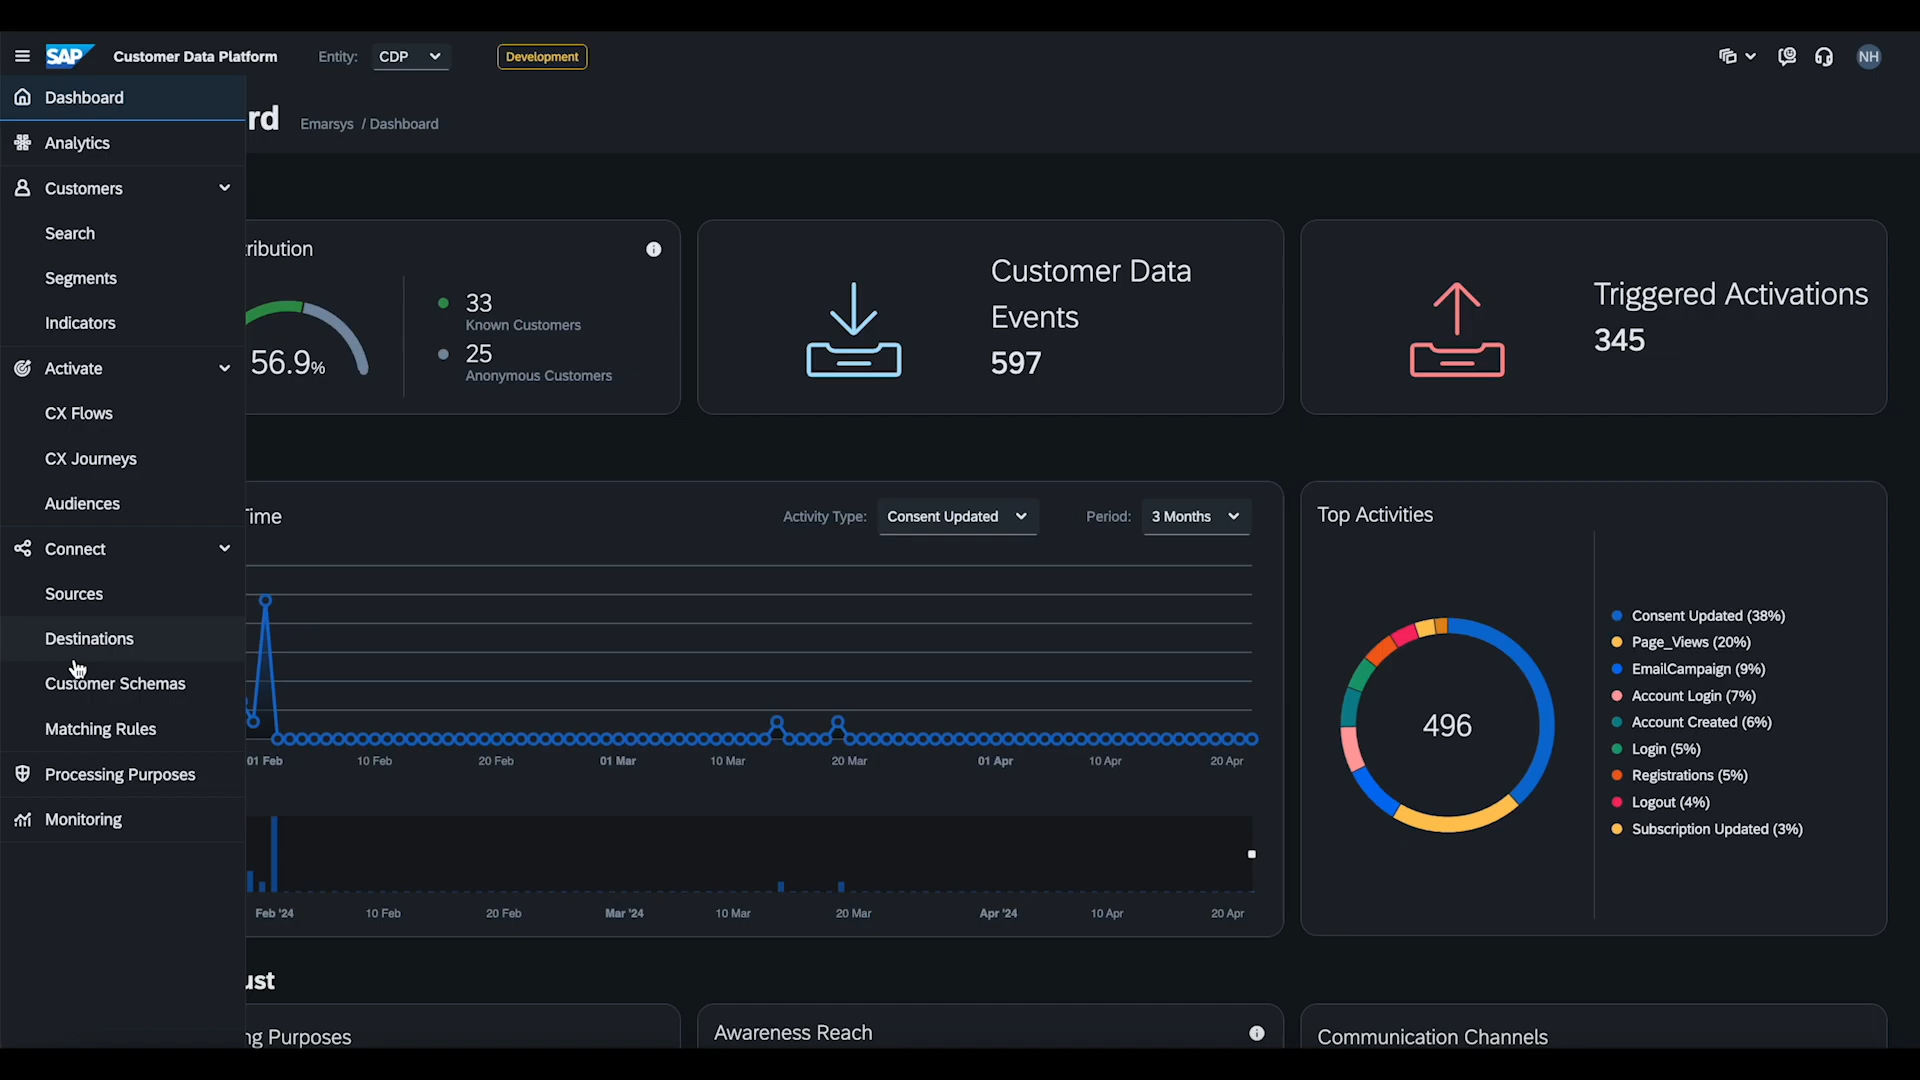 SAP Customer Data Platform Entity: CDP Development NH
Dashboard
rd Emarsys / Dashboard
Analytics
Customers
Search
Segments
Indicators
Activate
CX Flows
CX Journeys
Audiences
Connect
Sources
Destinations
Customer Schemas
Matching Rules
Processing Purposes
Monitoring
ribution
56.9%
33
Known Customers
25
Anonymous Customers
Customer Data
Events
597
Triggered Activations
345
Time
Activity Type: Consent Updated Period: 3 Months
01 Feb 10 Feb 20 Feb 01 Mar 10 Mar 20 Mar 01 Apr 10 Apr 20 Apr
Feb '24 10 Feb 20 Feb Mar '24 10 Mar 20 Mar Apr '24 10 Apr 20 Apr
Top Activities
496
Consent Updated (38%)
Page_Views (20%)
EmailCampaign (9%)
Account Login (7%)
Account Created (6%)
Login (5%)
Registrations (5%)
Logout (4%)
Subscription Updated (3%)
ust
ng Purposes
Awareness Reach
Communication Channels